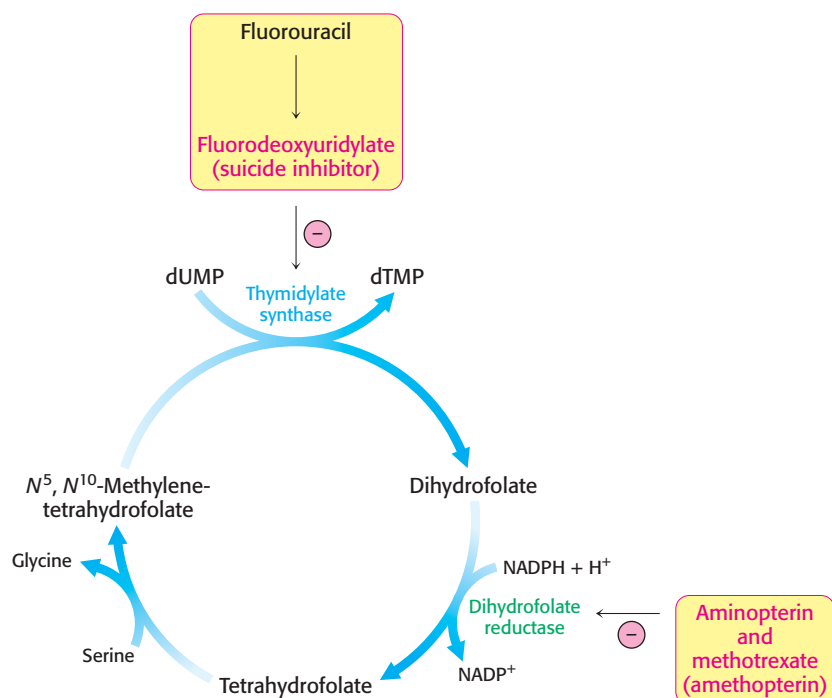 Fluorouracil
Fluorodeoxyuridylate
(suicide inhibitor)
−
dUMP
dTMP
Thymidylate
synthase
N⁵, N¹⁰-Methylene-
tetrahydrofolate
Dihydrofolate
Glycine
NADPH + H⁺
Dihydrofolate
reductase
−
Aminopterin
and
methotrexate
(amethopterin)
Serine
NADP⁺
Tetrahydrofolate